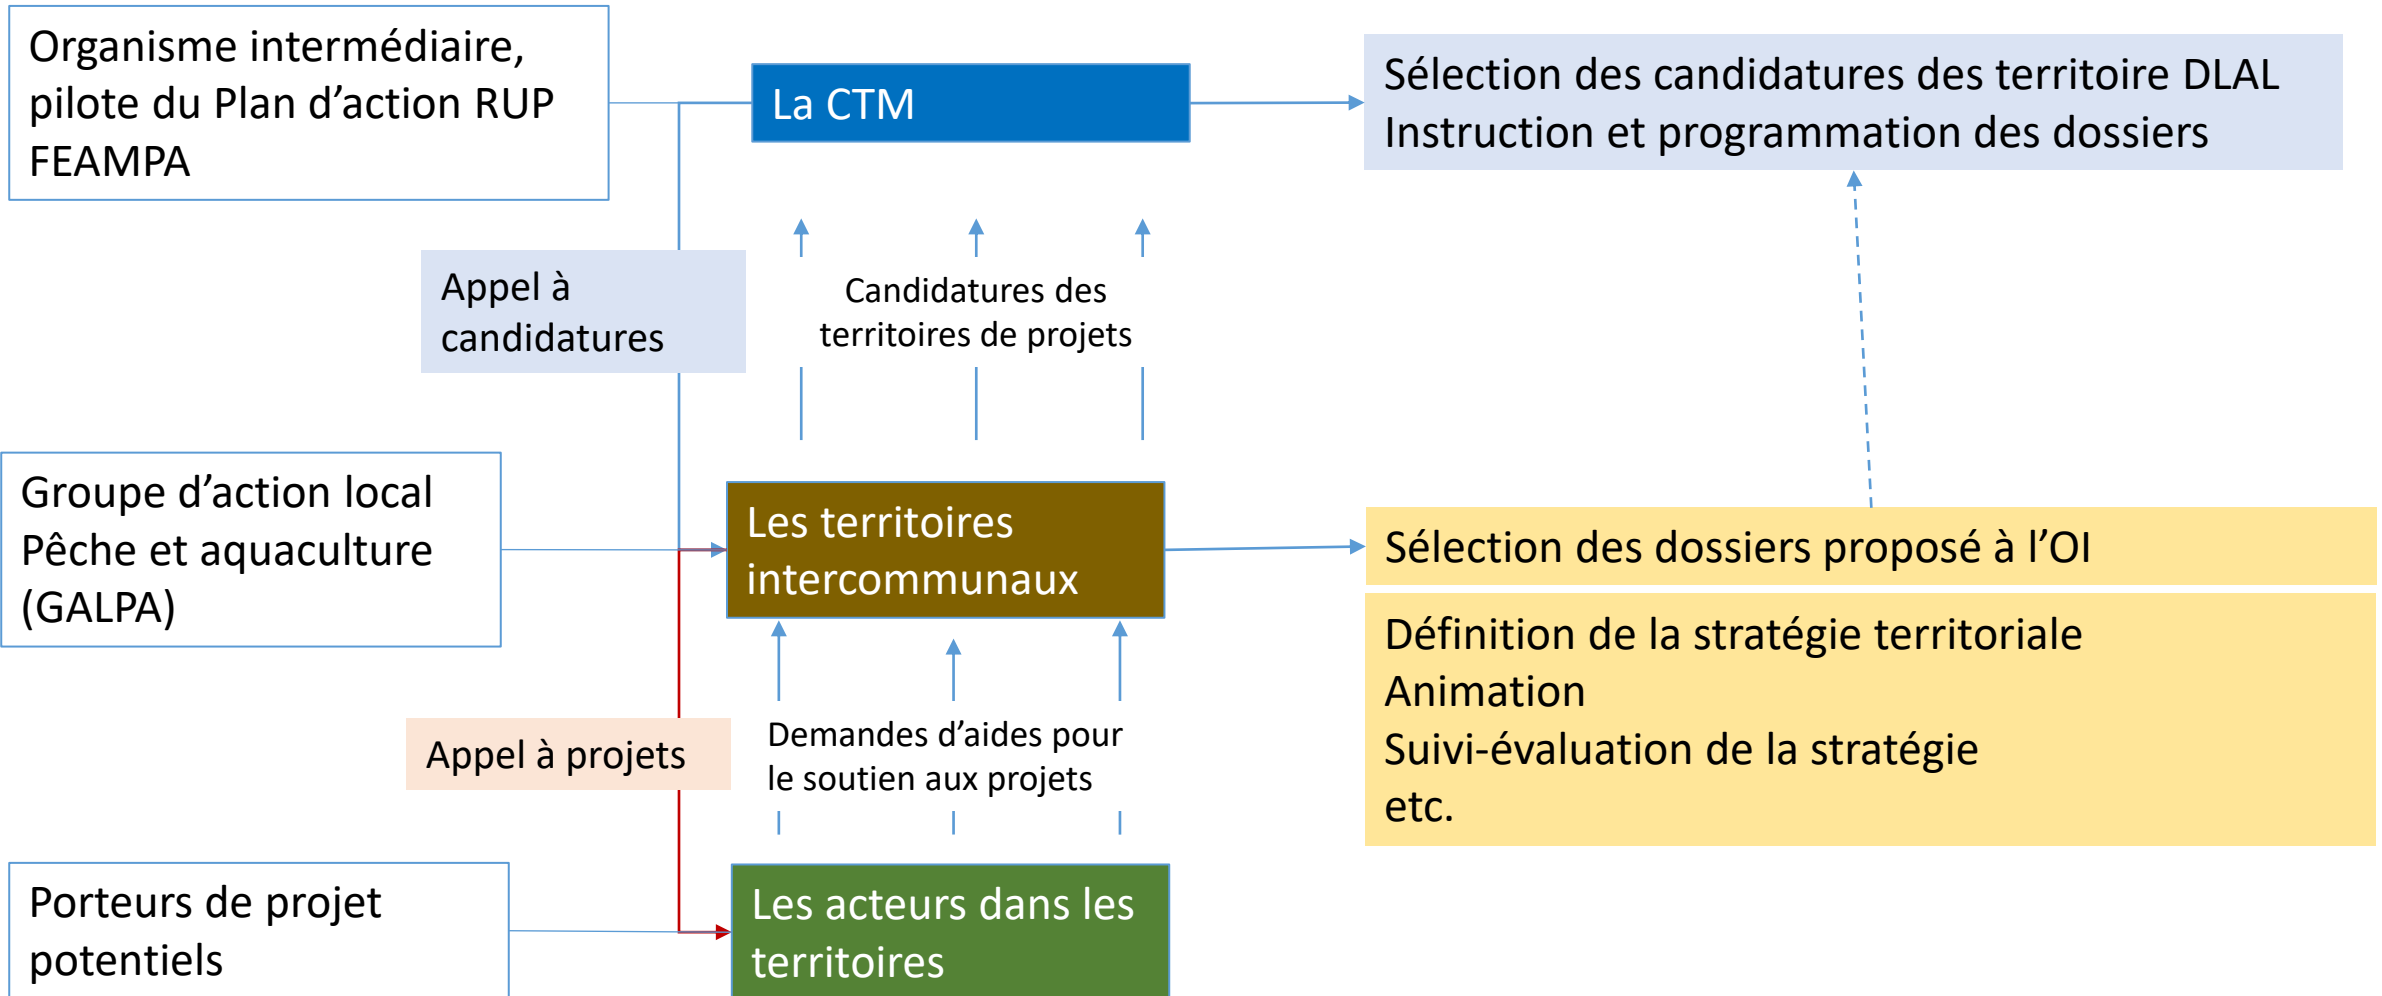 Organisme intermédiaire,
pilote du Plan d’action RUP
FEAMPA
La CTM
Sélection des candidatures des territoire DLAL
Instruction et programmation des dossiers
Appel à
candidatures
Candidatures des
territoires de projets
Groupe d’action local
Pêche et aquaculture
(GALPA)
Les territoires
intercommunaux
Sélection des dossiers proposé à l’OI
Définition de la stratégie territoriale
Animation
Suivi-évaluation de la stratégie
etc.
Appel à projets
Demandes d’aides pour
le soutien aux projets
Porteurs de projet
potentiels
Les acteurs dans les
territoires